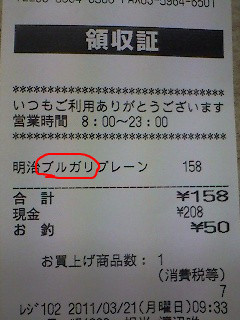 領収証
********************************
いつもご利用ありがとうございます
営業時間 8:00〜23:00
********************************
明治ブルガリプレーン 158
合計 ¥158
現金 ¥208
お釣 ¥50
お買上げ商品数: 1
(消費税等)
7
レジ102 2011/03/21(月曜日)09:33